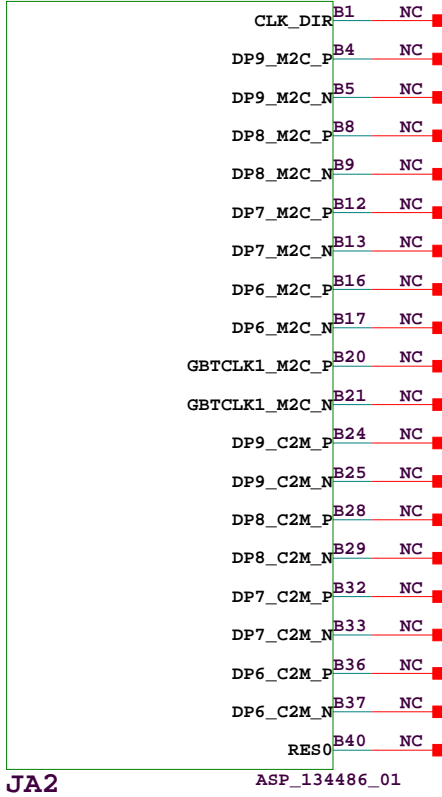 CLK_DIR B1 NC
DP9_M2C_P B4 NC
DP9_M2C_N B5 NC
DP8_M2C_P B8 NC
DP8_M2C_N B9 NC
DP7_M2C_P B12 NC
DP7_M2C_N B13 NC
DP6_M2C_P B16 NC
DP6_M2C_N B17 NC
GBTCLK1_M2C_P B20 NC
GBTCLK1_M2C_N B21 NC
DP9_C2M_P B24 NC
DP9_C2M_N B25 NC
DP8_C2M_P B28 NC
DP8_C2M_N B29 NC
DP7_C2M_P B32 NC
DP7_C2M_N B33 NC
DP6_C2M_P B36 NC
DP6_C2M_N B37 NC
RES0 B40 NC
JA2 ASP_134486_01